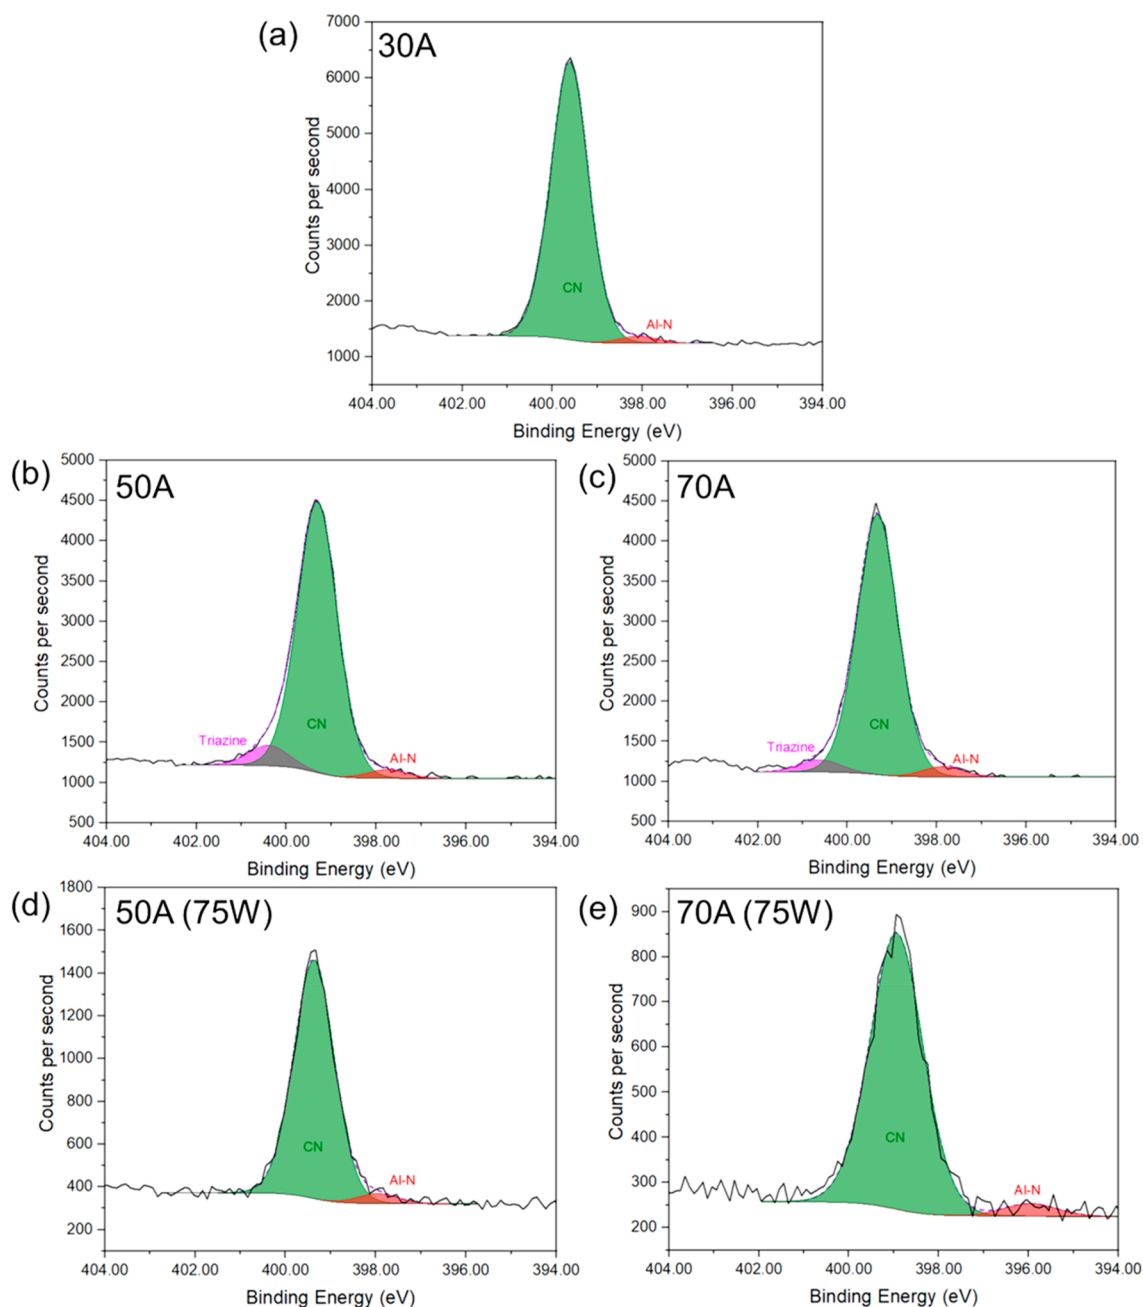 (a) 30A
7000
6000
5000
4000
3000
2000
1000
Counts per second
CN
Al-N
404.00 402.00 400.00 398.00 396.00 394.00
Binding Energy (eV)
(b) 50A
5000
4500
4000
3500
3000
2500
2000
1500
1000
500
Counts per second
Triazine
CN
Al-N
404.00 402.00 400.00 398.00 396.00 394.00
Binding Energy (eV)
(c) 70A
5000
4500
4000
3500
3000
2500
2000
1500
1000
500
Counts per second
Triazine
CN
Al-N
404.00 402.00 400.00 398.00 396.00 394.00
Binding Energy (eV)
(d) 50A (75W)
1800
1600
1400
1200
1000
800
600
400
200
Counts per second
CN
Al-N
404.00 402.00 400.00 398.00 396.00 394.00
Binding Energy (eV)
(e) 70A (75W)
900
800
700
600
500
400
300
200
Counts per second
CN
Al-N
404.00 402.00 400.00 398.00 396.00 394.00
Binding Energy (eV)